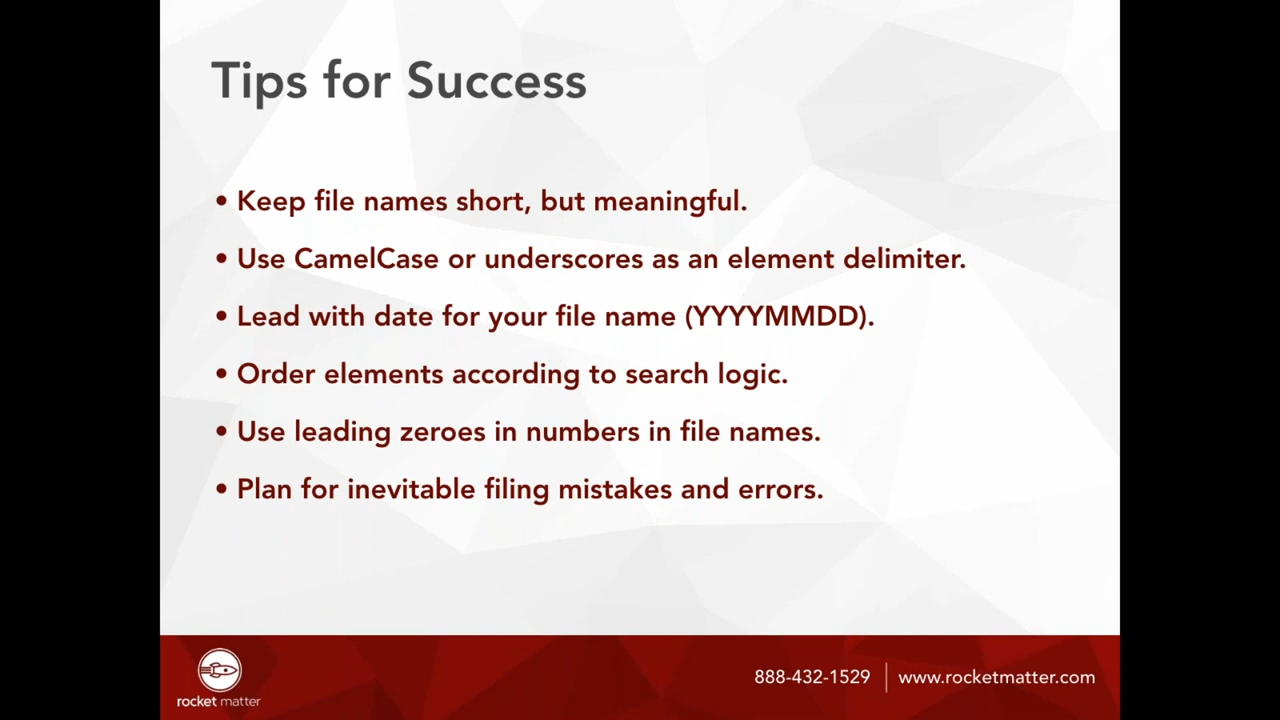 Tips for Success
• Keep file names short, but meaningful.
• Use CamelCase or underscores as an element delimiter.
• Lead with date for your file name (YYYYMMDD).
• Order elements according to search logic.
• Use leading zeroes in numbers in file names.
• Plan for inevitable filing mistakes and errors.
rocket matter
888-432-1529 | www.rocketmatter.com